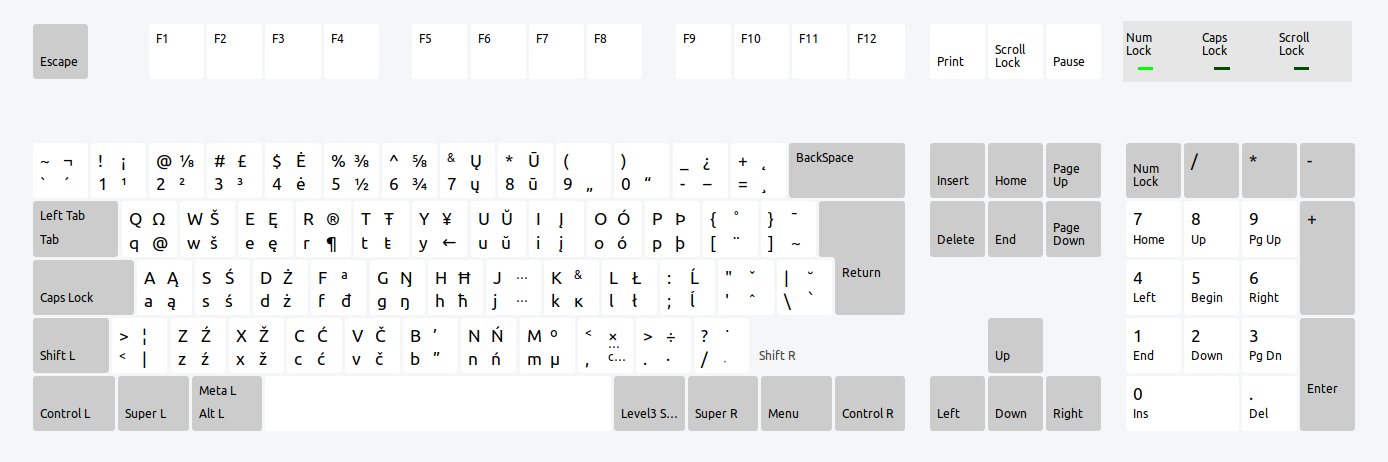 Escape
F1 F2 F3 F4 F5 F6 F7 F8 F9 F10 F11 F12
Print
Scroll
Lock
Pause
Num
Lock
Caps
Lock
Scroll
Lock
~ ¬ ! ¡ @ ⅛ # £ $ Ė % ⅜ ^ ⅝ & Ų * Ū ( ) _ ¿ + ˛
` ´ 1 ¹ 2 ² 3 ³ 4 ė 5 ½ 6 ¾ 7 ų 8 ū 9 „ 0 “ - – = ¸
BackSpace
Insert
Home
Page
Up
Num
Lock
/ * -
Left Tab
Tab
Q Ω W Š E Ę R ® T Ŧ Y ¥ U Ŭ I Į O Ó P Þ { ° } ¯
q @ w š e ę r ¶ t ŧ y ← u ŭ i į o ó p þ [ ¨ ] ~
Return
Delete
End
Page
Down
7 8 9 +
Home Up Pg Up
Caps Lock
A Ą S Ś D Ż F ª G Ŋ H Ħ J ... K & L Ł : Ĺ " ˇ | ˘
a ą s ś d ż f đ g ŋ h ħ j ... k ĸ l ł ; ĺ ' ˆ \ `
4 5 6
Left Begin Right
Shift L
> ¦ Z Ź X Ž C Ć V Č B ’ N Ń M º < × > ÷ ? ˙
< | z ź x ž c ć v č b ” n ń m µ , ... c... . · / .
Shift R
Up
1 2 3
End Down Pg Dn
Enter
Control L
Super L
Meta L
Alt L
Level3 S...
Super R
Menu
Control R
Left
Down
Right
0 .
Ins Del